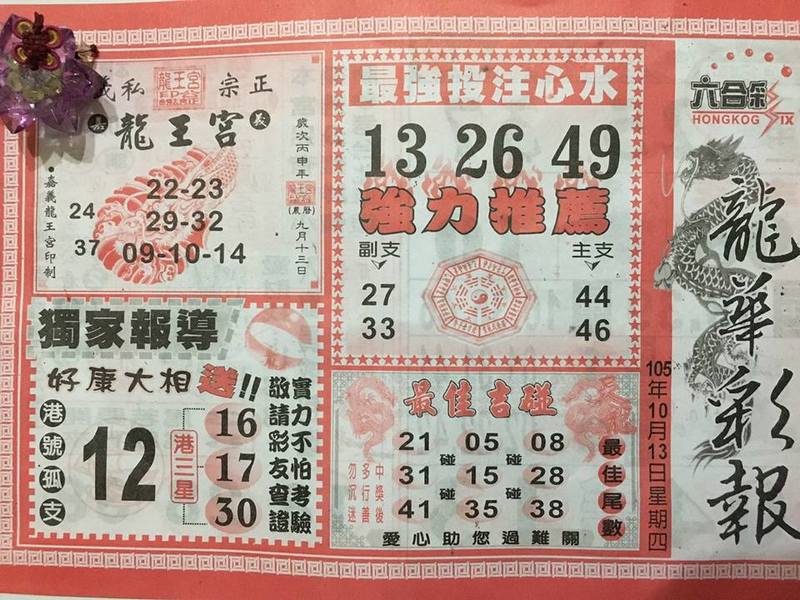 正宗私
龍王宮
嘉
義
歲次丙申年
(農曆)九月十三日
22-23
24
29-32
37
09-10-14
•嘉義龍王宮印制
最強投注心水
13 26 49
強力推薦
副支
主支
27
44
33
46
六合彩
HONGKOG SIX
龍華彩報
105年10月13日星期四
獨家報導
好康大相送!!
港號孤支
12
港三星
16
17
30
實力不怕考驗
敬請彩友查證
最佳吉碰
21 05 08
碰 碰
31 15 28
碰 碰
41 35 38
最佳尾數
中獎後
多行善
勿沉迷
愛心助您過難關